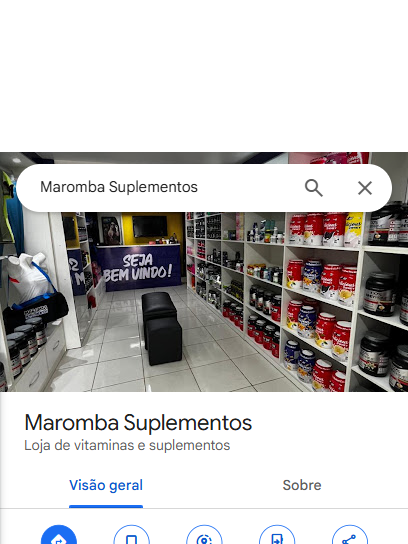 Maromba Suplementos
SEJA
BEM VINDO!
Maromba Suplementos
Loja de vitaminas e suplementos
Visão geral
Sobre